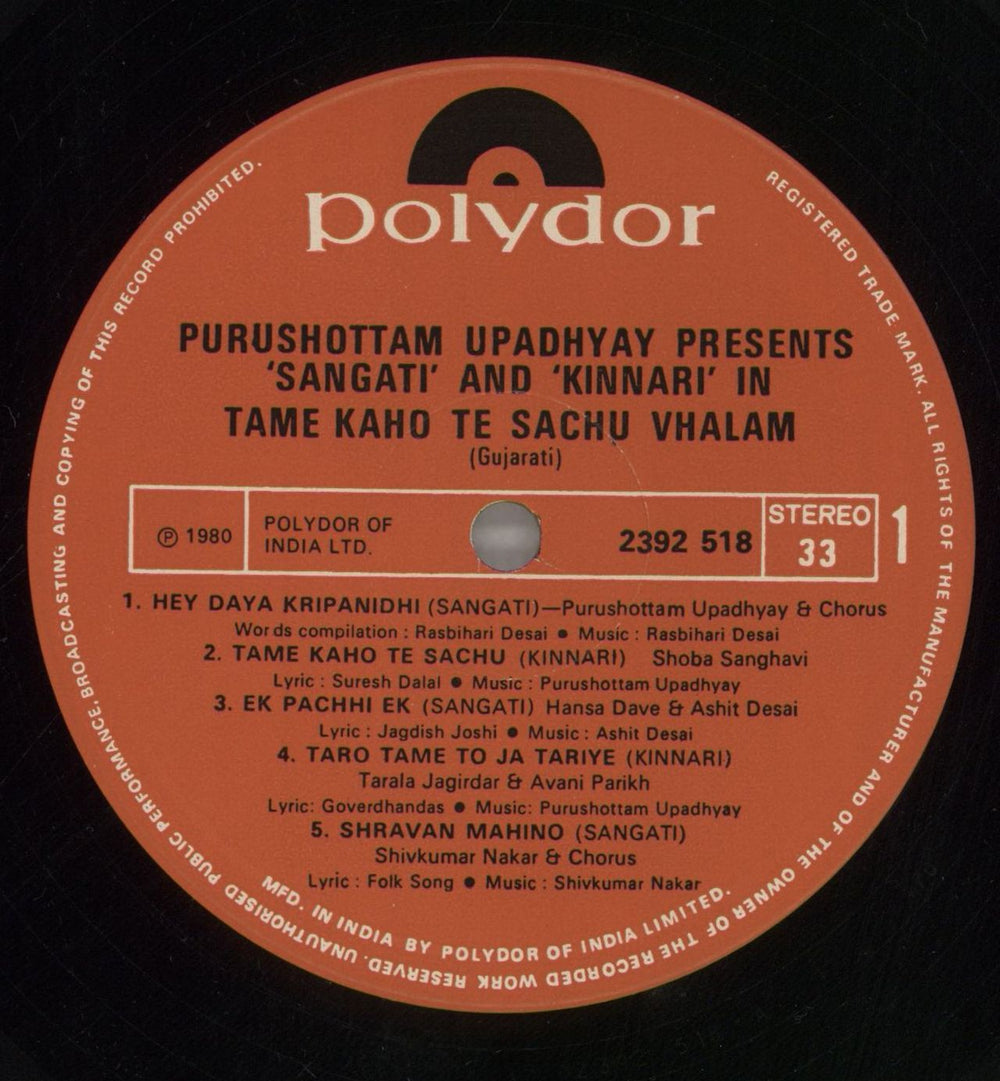 polydor
PURUSHOTTAM UPADHYAY PRESENTS
‘SANGATI’ AND ‘KINNARI’ IN
TAME KAHO TE SACHU VHALAM
(Gujarati)
℗ 1980
POLYDOR OF
INDIA LTD.
2392 518
STEREO
33
1
1. HEY DAYA KRIPANIDHI (SANGATI)—Purushottam Upadhyay & Chorus
Words compilation : Rasbihari Desai ● Music : Rasbihari Desai
2. TAME KAHO TE SACHU (KINNARI) Shoba Sanghavi
Lyric : Suresh Dalal ● Music : Purushottam Upadhyay
3. EK PACHHI EK (SANGATI) Hansa Dave & Ashit Desai
Lyric : Jagdish Joshi ● Music : Ashit Desai
4. TARO TAME TO JA TARIYE (KINNARI)
Tarala Jagirdar & Avani Parikh
Lyric: Goverdhandas ● Music: Purushottam Upadhyay
5. SHRAVAN MAHINO (SANGATI)
Shivkumar Nakar & Chorus
Lyric : Folk Song ● Music : Shivkumar Nakar
MFD. IN INDIA BY POLYDOR OF INDIA LIMITED.
REGISTERED TRADE MARK. ALL RIGHTS OF THE MANUFACTURER AND OF THE OWNER OF THE RECORDED WORK RESERVED. UNAUTHORISED PUBLIC PERFORMANCE, BROADCASTING AND COPYING OF THIS RECORD PROHIBITED.